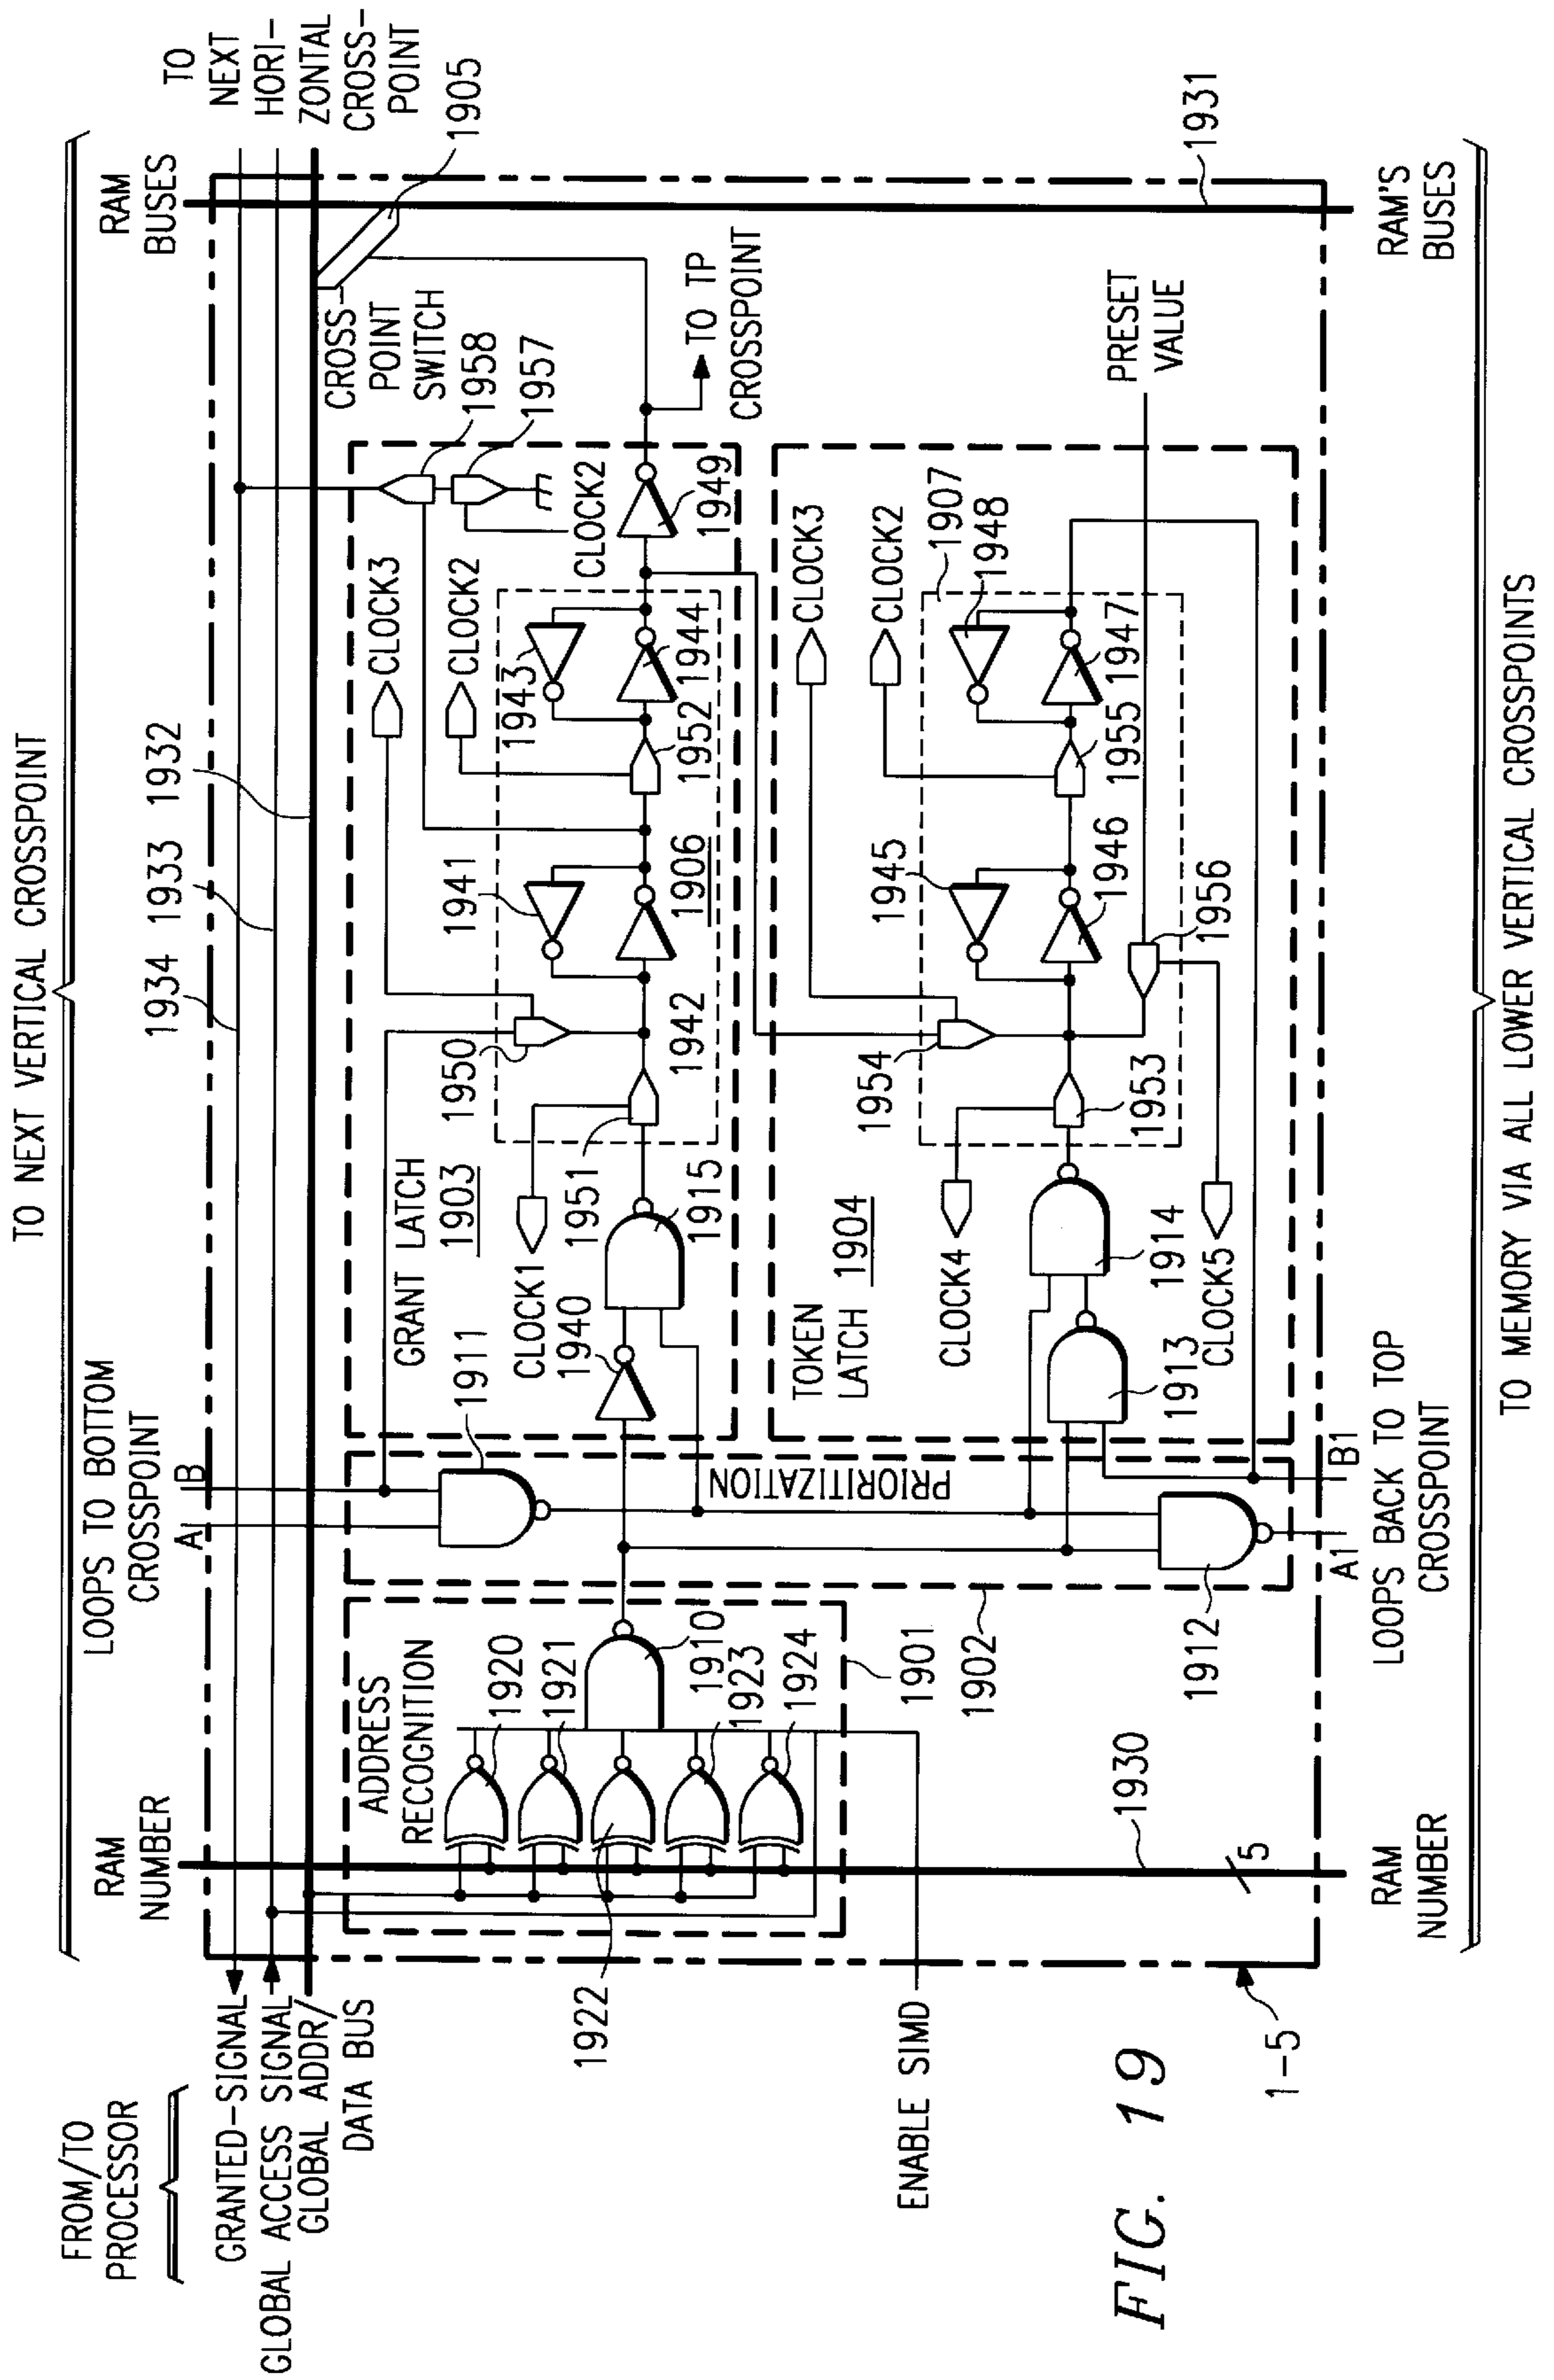 TO NEXT VERTICAL CROSSPOINT
FROM/TO
PROCESSOR
GRANTED-SIGNAL
GLOBAL ACCESS SIGNAL
GLOBAL ADDR/
DATA BUS
RAM
NUMBER
LOOPS TO BOTTOM
CROSSPOINT
A
B
1934
1933
1932
RAM
BUSES
TO
NEXT
HORI-
ZONTAL
CROSS-
POINT
1905
ADDRESS
RECOGNITION
1920
1921
1922
1910
1923
1924
1901
1911
PRIORITIZATION
1902
1912
GRANT LATCH
1903
CLOCK1
1940
1915
1951
1950
1942
1941
1906
CLOCK3
CLOCK2
1943
1952
1944
CLOCK2
1949
CROSS-
POINT
SWITCH
1958
1957
TO TP
CROSSPOINT
TOKEN
LATCH
1904
CLOCK4
1913
1914
CLOCK5
1953
1954
1945
1946
1956
CLOCK3
CLOCK2
1955
1947
1948
1907
PRESET
VALUE
1931
ENABLE SIMD
1930
5
1-5
RAM
NUMBER
A1
B1
LOOPS BACK TO TOP
CROSSPOINT
RAM'S
BUSES
TO MEMORY VIA ALL LOWER VERTICAL CROSSPOINTS
FIG. 19